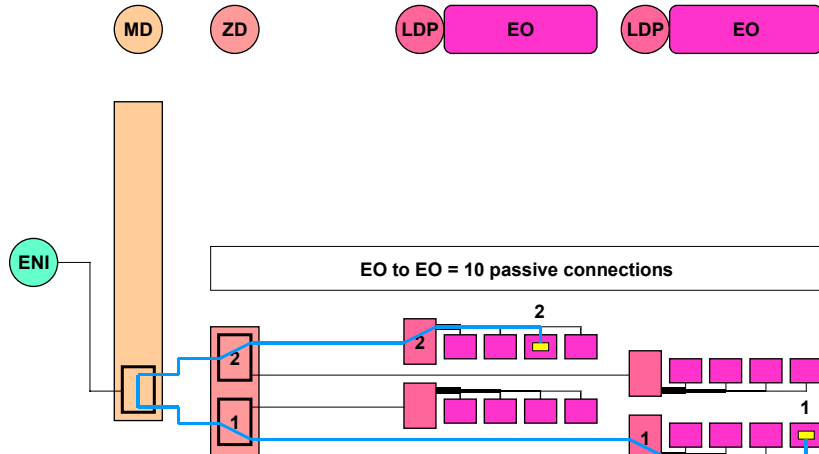 MD
ZD
LDP
EO
LDP
EO
ENI
EO to EO = 10 passive connections
2
2
2
1
1
1